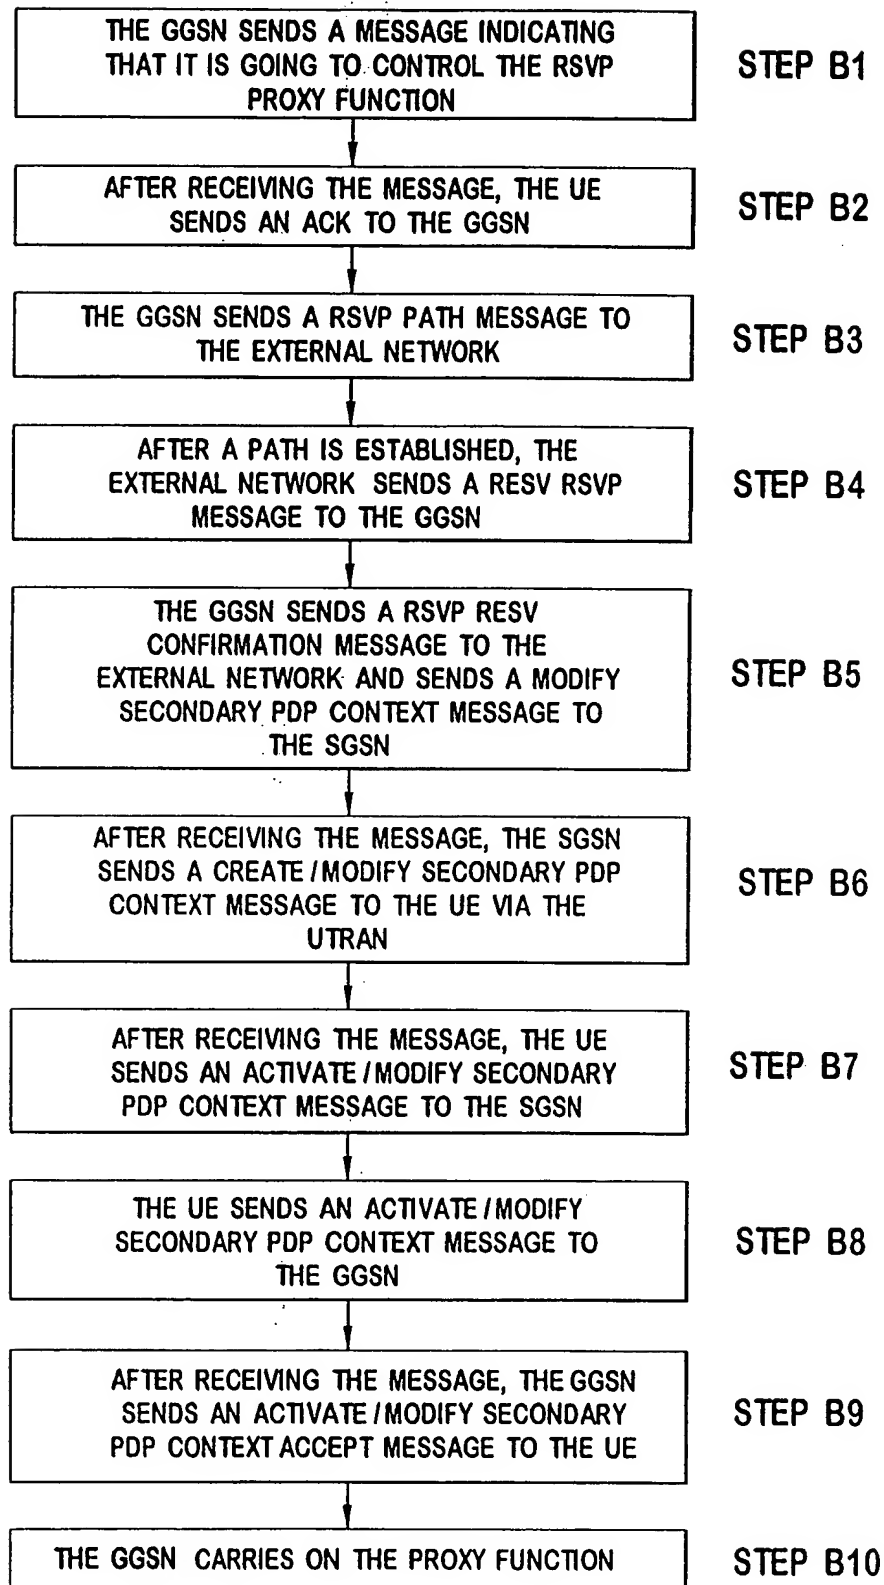 THE GGSN SENDS A MESSAGE INDICATING
THAT IT IS GOING TO CONTROL THE RSVP
PROXY FUNCTION
STEP B1
AFTER RECEIVING THE MESSAGE, THE UE
SENDS AN ACK TO THE GGSN
STEP B2
THE GGSN SENDS A RSVP PATH MESSAGE TO
THE EXTERNAL NETWORK
STEP B3
AFTER A PATH IS ESTABLISHED, THE
EXTERNAL NETWORK SENDS A RESV RSVP
MESSAGE TO THE GGSN
STEP B4
THE GGSN SENDS A RSVP RESV
CONFIRMATION MESSAGE TO THE
EXTERNAL NETWORK AND SENDS A MODIFY
SECONDARY PDP CONTEXT MESSAGE TO
THE SGSN
STEP B5
AFTER RECEIVING THE MESSAGE, THE SGSN
SENDS A CREATE/MODIFY SECONDARY PDP
CONTEXT MESSAGE TO THE UE VIA THE
UTRAN
STEP B6
AFTER RECEIVING THE MESSAGE, THE UE
SENDS AN ACTIVATE/MODIFY SECONDARY
PDP CONTEXT MESSAGE TO THE SGSN
STEP B7
THE UE SENDS AN ACTIVATE/MODIFY
SECONDARY PDP CONTEXT MESSAGE TO
THE GGSN
STEP B8
AFTER RECEIVING THE MESSAGE, THE GGSN
SENDS AN ACTIVATE/MODIFY SECONDARY
PDP CONTEXT ACCEPT MESSAGE TO THE UE
STEP B9
THE GGSN CARRIES ON THE PROXY FUNCTION
STEP B10